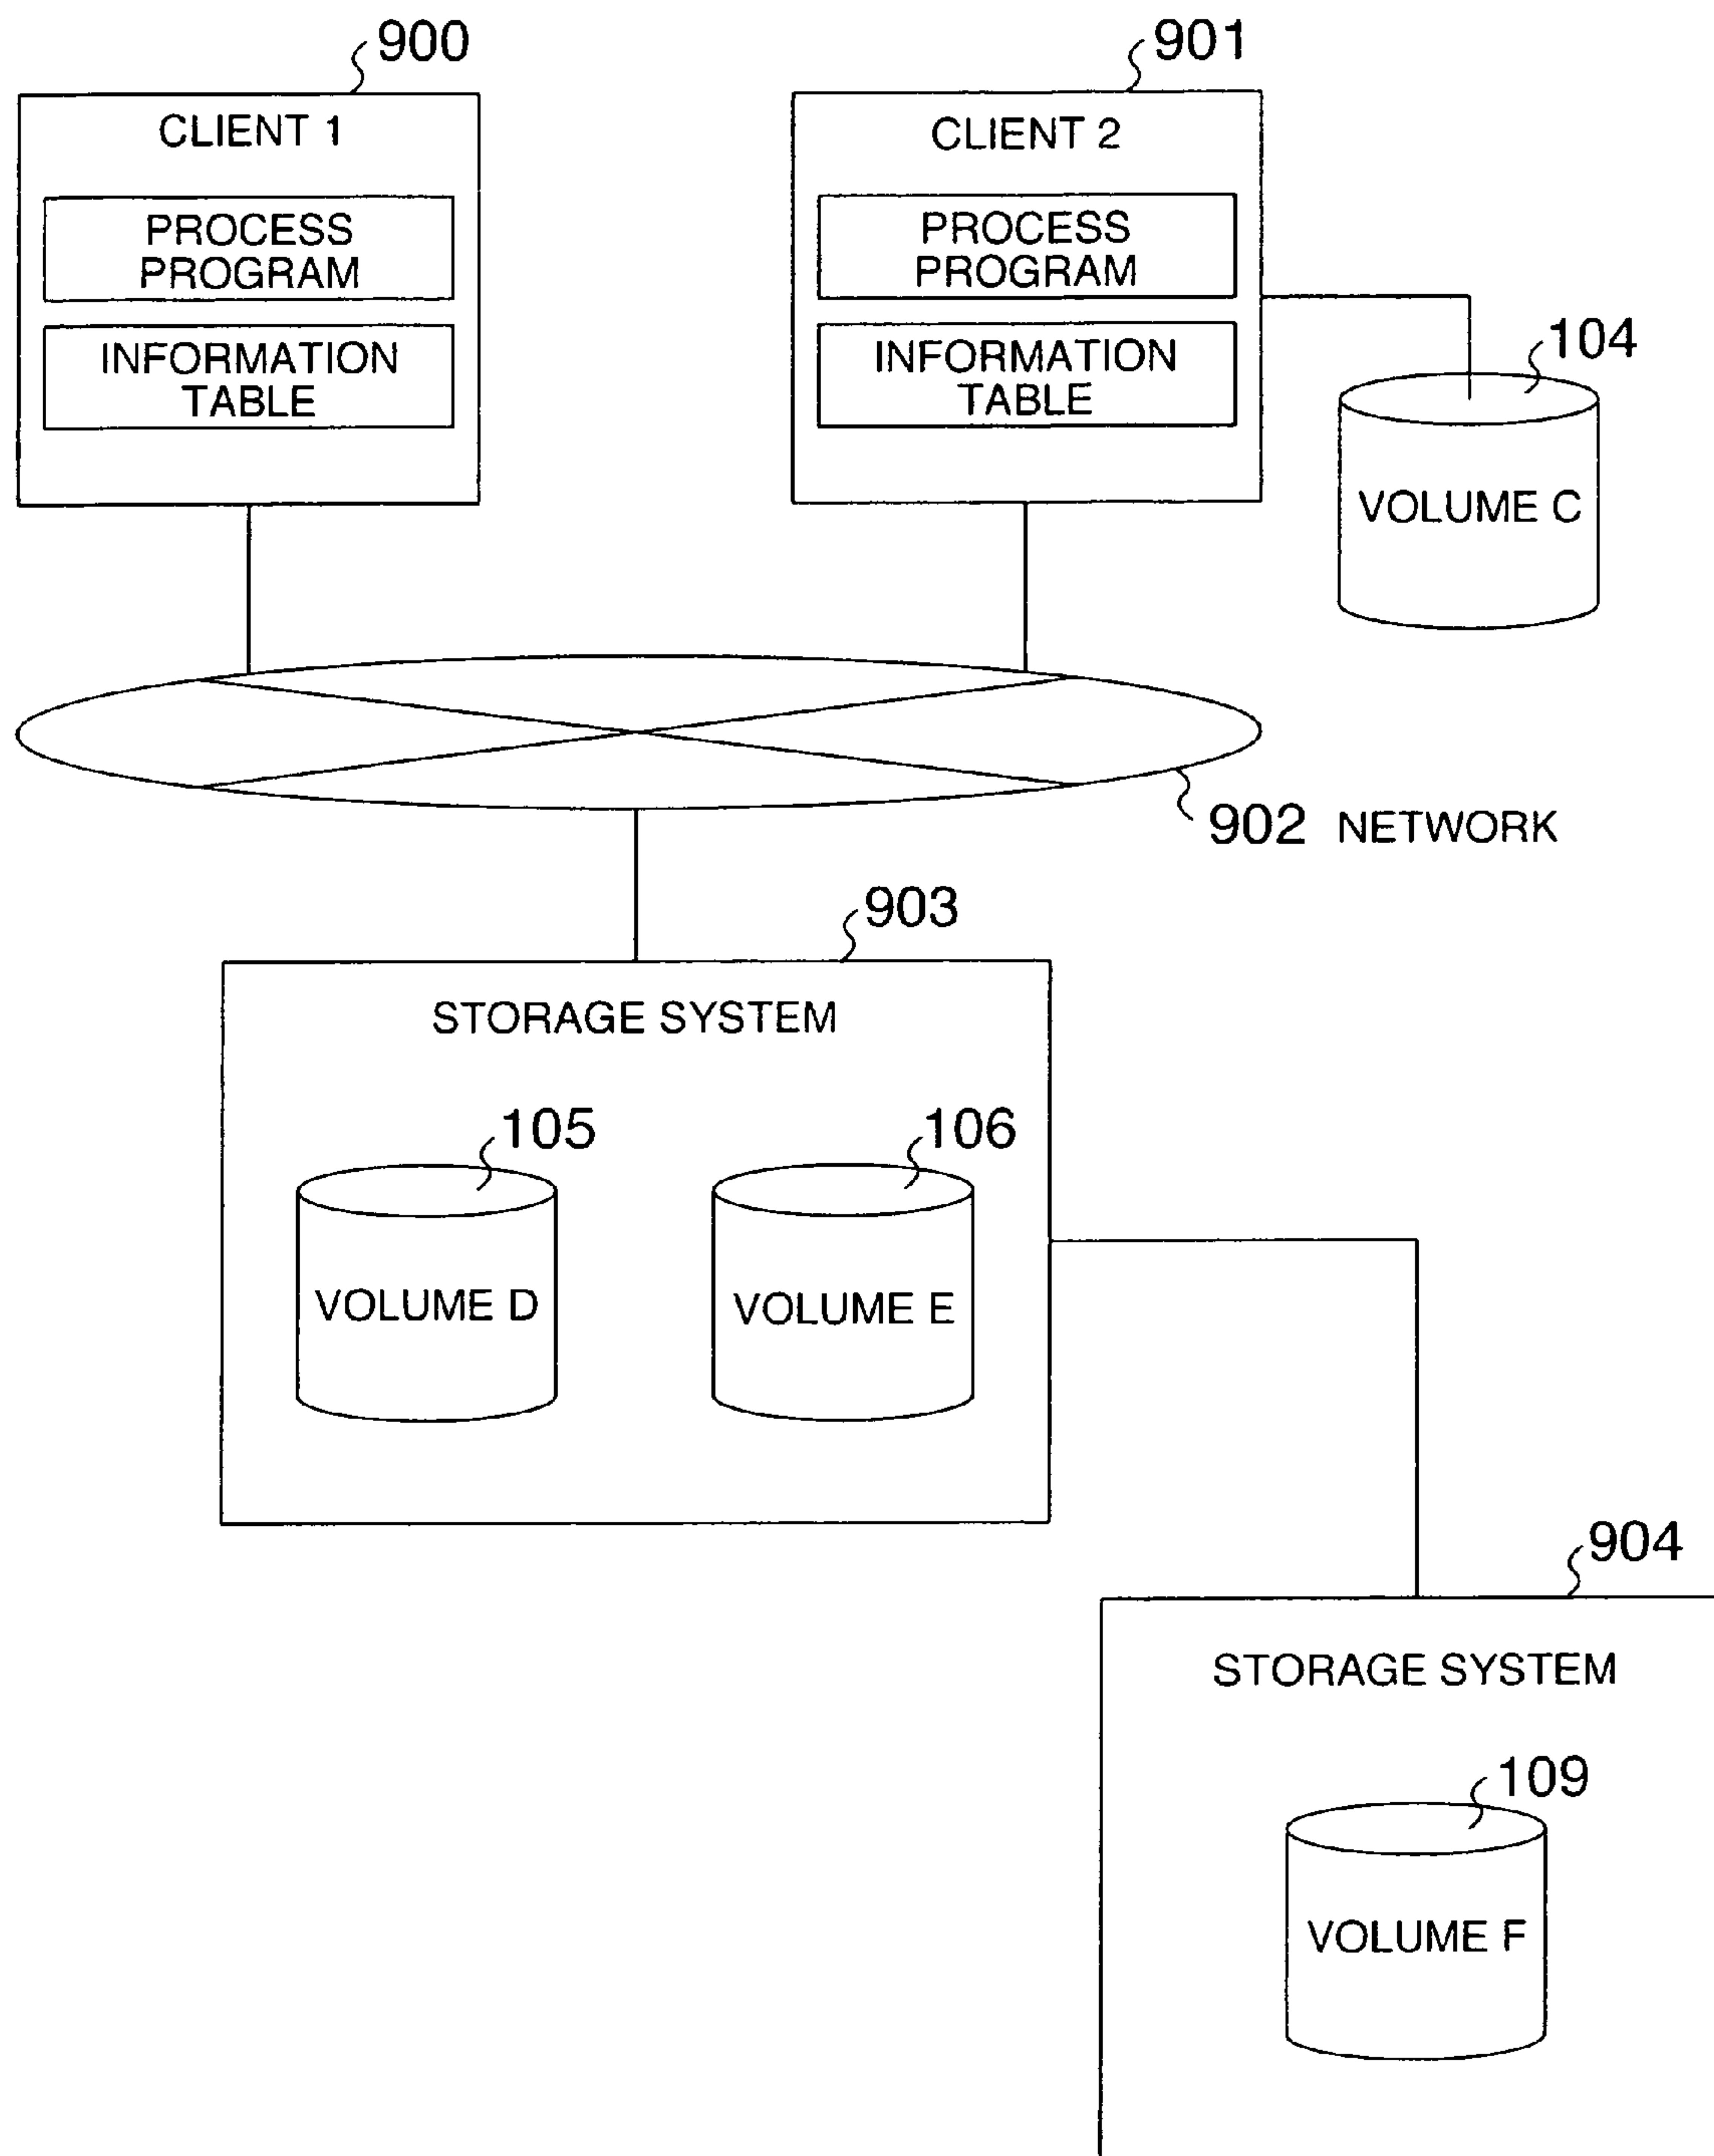 900
901
CLIENT 1
CLIENT 2
PROCESS
PROGRAM
PROCESS
PROGRAM
INFORMATION
TABLE
INFORMATION
TABLE
104
VOLUME C
902 NETWORK
903
STORAGE SYSTEM
105
106
VOLUME D
VOLUME E
904
STORAGE SYSTEM
109
VOLUME F